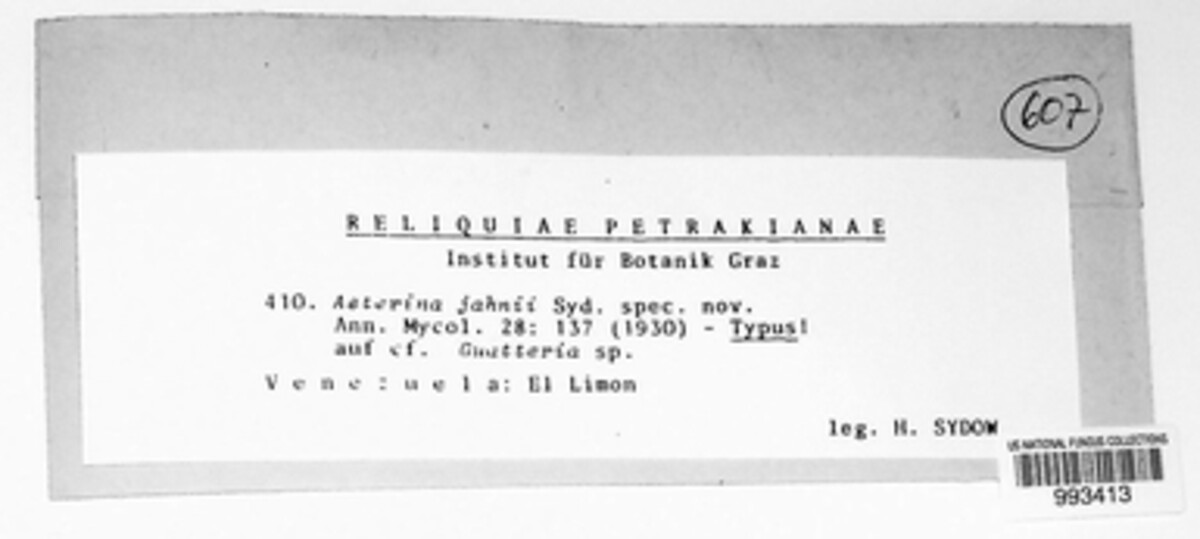 607
RELIQUIAE PETRAKIANAE
Institut für Botanik Graz
410. Asterina jahnii Syd. spec. nov.
Ann. Mycol. 28: 137 (1930) - Typus!
auf cf. Guatteria sp.
Venezuela: El Limon
leg. H. SYDOW
US NATIONAL FUNGUS COLLECTIONS
993413